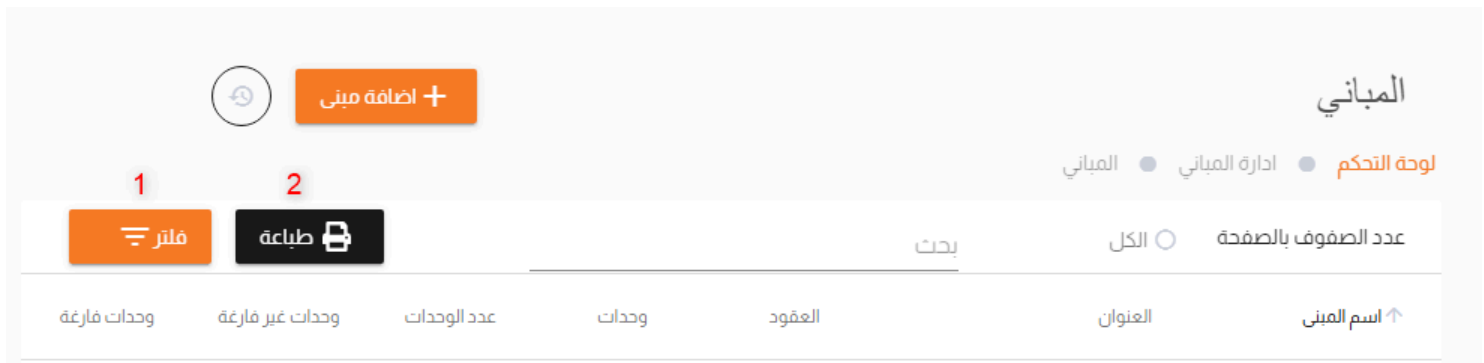 المباني
+ اضافة مبنى
لوحة التحكم ادارة المباني المباني
2 1
عدد الصفوف بالصفحة الكل بحث طباعة فلتر
اسم المبنى العنوان العقود وحدات عدد الوحدات وحدات غير فارغة وحدات فارغة